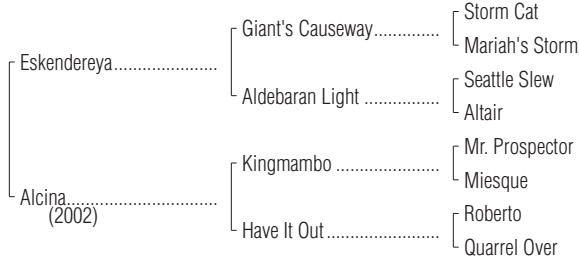 Storm Cat
Giant's Causeway..............
Mariah's Storm
Eskendereya......................
Seattle Slew
Aldebaran Light ................
Altair
Mr. Prospector
Kingmambo ......................
Miesque
Alcina................................
(2002)
Roberto
Have It Out ........................
Quarrel Over